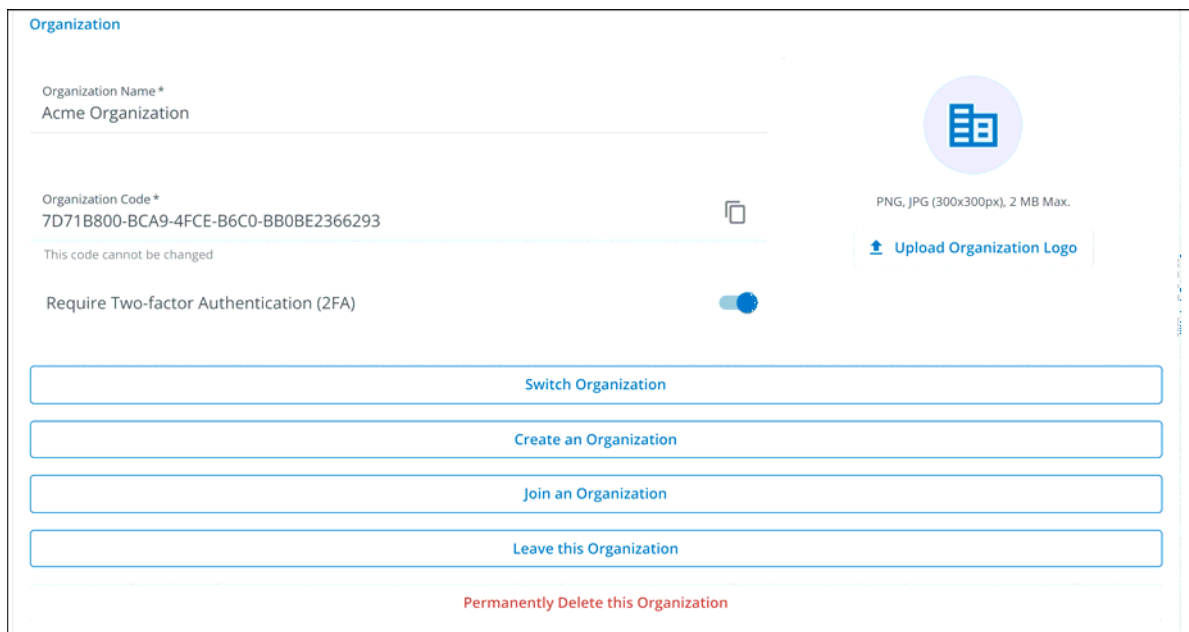 Organization
Organization Name *
Acme Organization
Organization Code *
7D71B800-BCA9-4FCE-B6C0-BB0BE2366293
This code cannot be changed
PNG, JPG (300x300px), 2 MB Max.
Upload Organization Logo
Require Two-factor Authentication (2FA)
Switch Organization
Create an Organization
Join an Organization
Leave this Organization
Permanently Delete this Organization